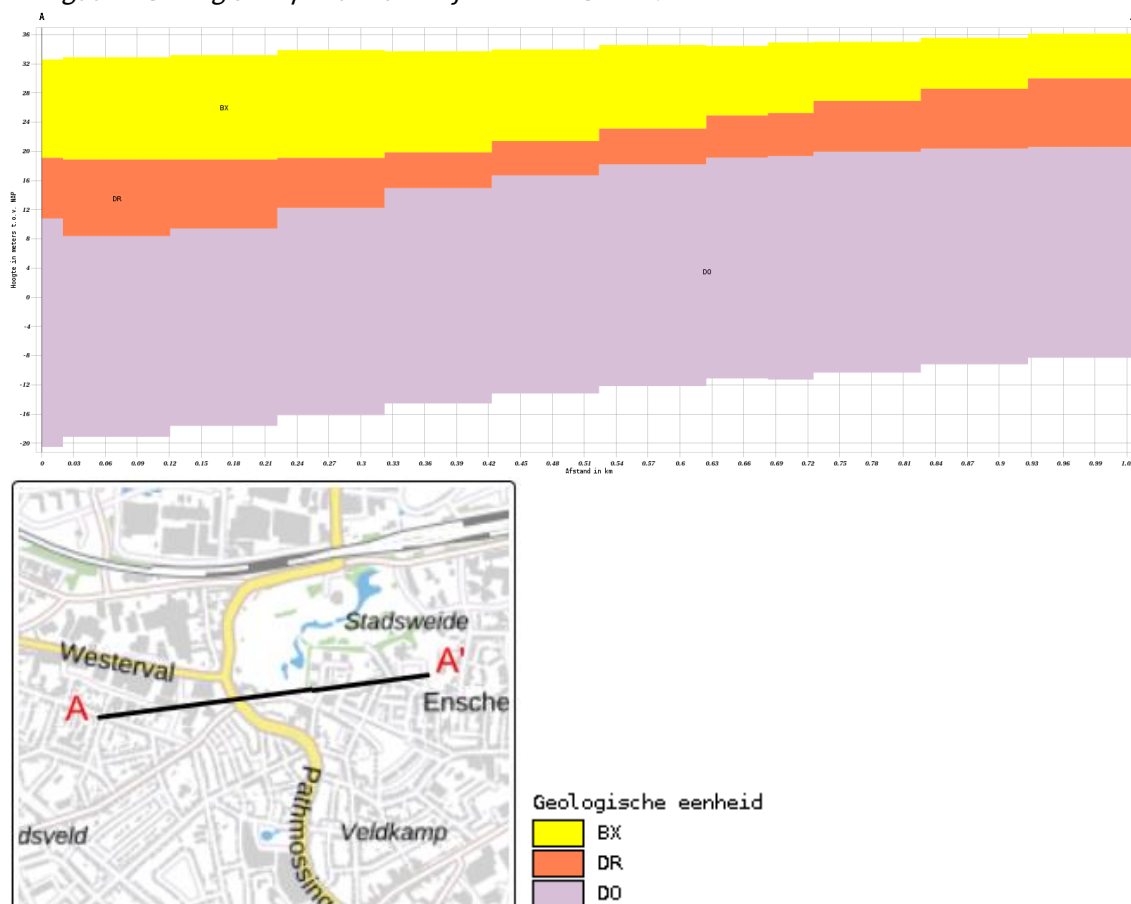 A
36
32
28
24
20
16
12
8
4
0
-4
-8
-12
-16
-20
Hoogte in meters t.o.v. NAP
BX
DR
DO
0 0.03 0.06 0.09 0.12 0.15 0.18 0.21 0.24 0.27 0.3 0.33 0.36 0.39 0.42 0.45 0.48 0.51 0.54 0.57 0.6 0.63 0.66 0.69 0.72 0.75 0.78 0.81 0.84 0.87 0.9 0.93 0.96 0.99 1.0
Afstand in km
Stadsweide
Westerval
A'
A
Ensche
Pathmossing
dsveld
Veldkamp
Geologische eenheid
BX
DR
DO